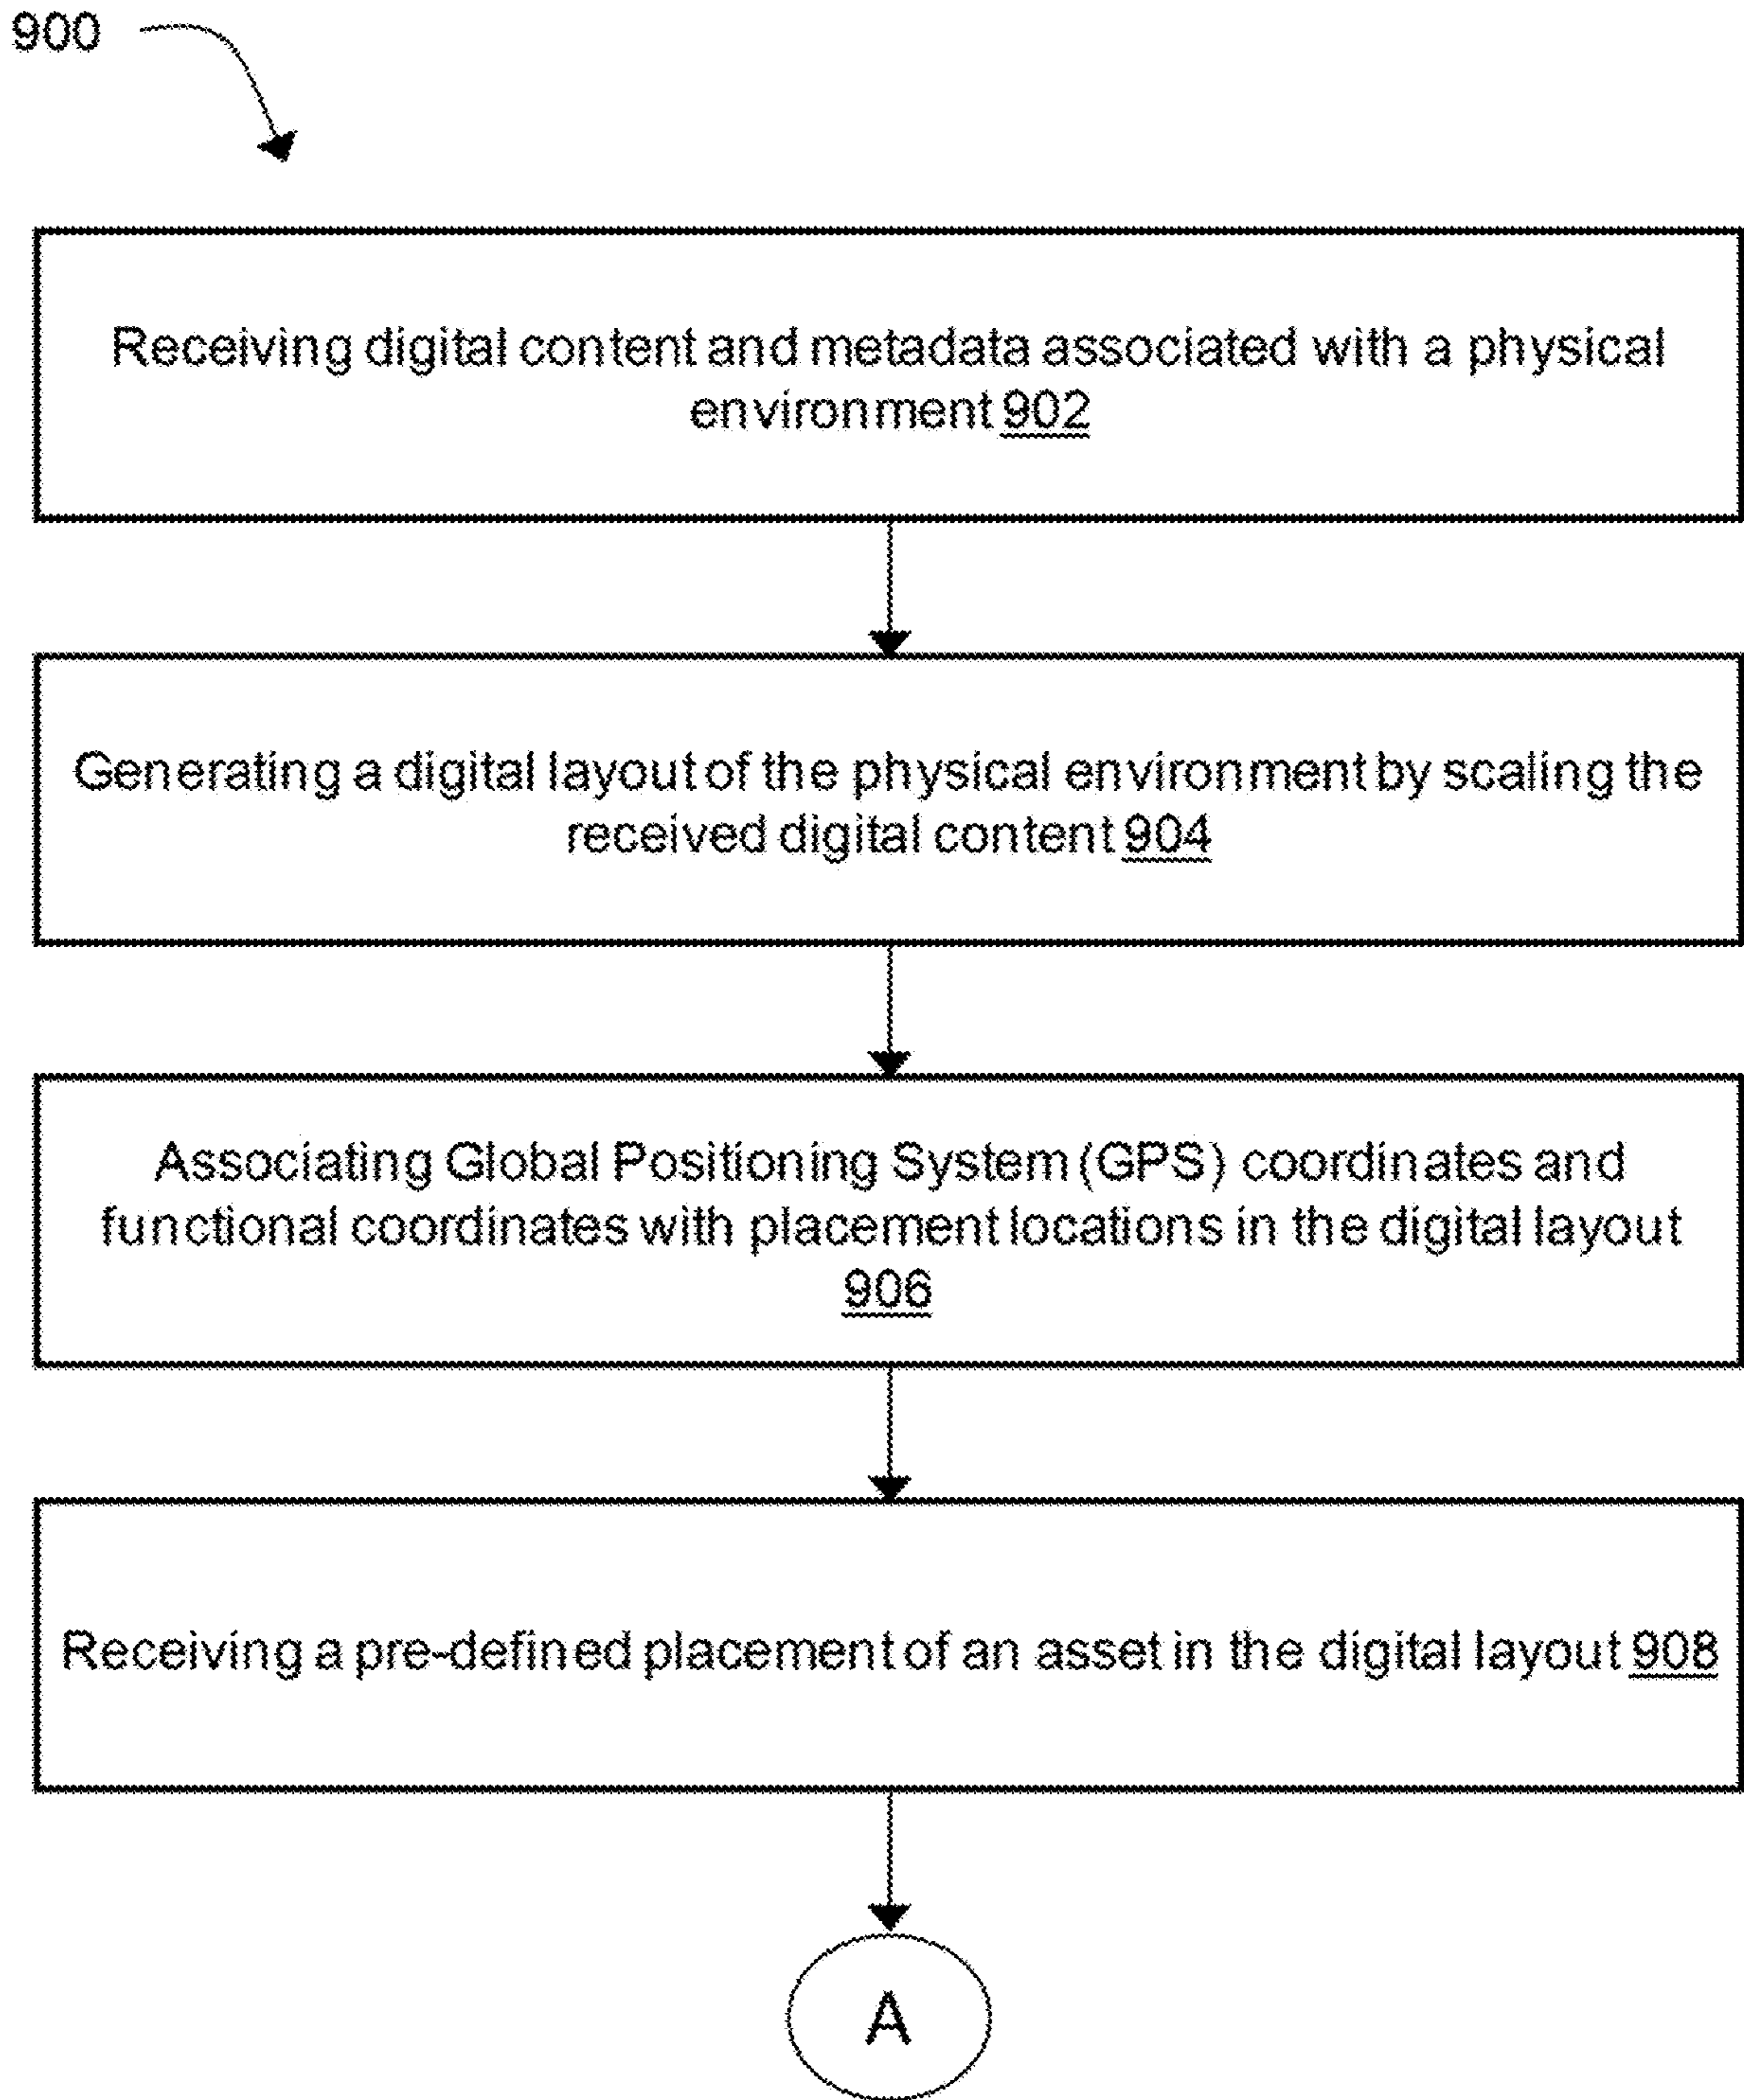 900
Receiving digital content and metadata associated with a physical
environment 902
Generating a digital layout of the physical environment by scaling the
received digital content 904
Associating Global Positioning System (GPS) coordinates and
functional coordinates with placement locations in the digital layout
906
Receiving a pre-defined placement of an asset in the digital layout 908
A